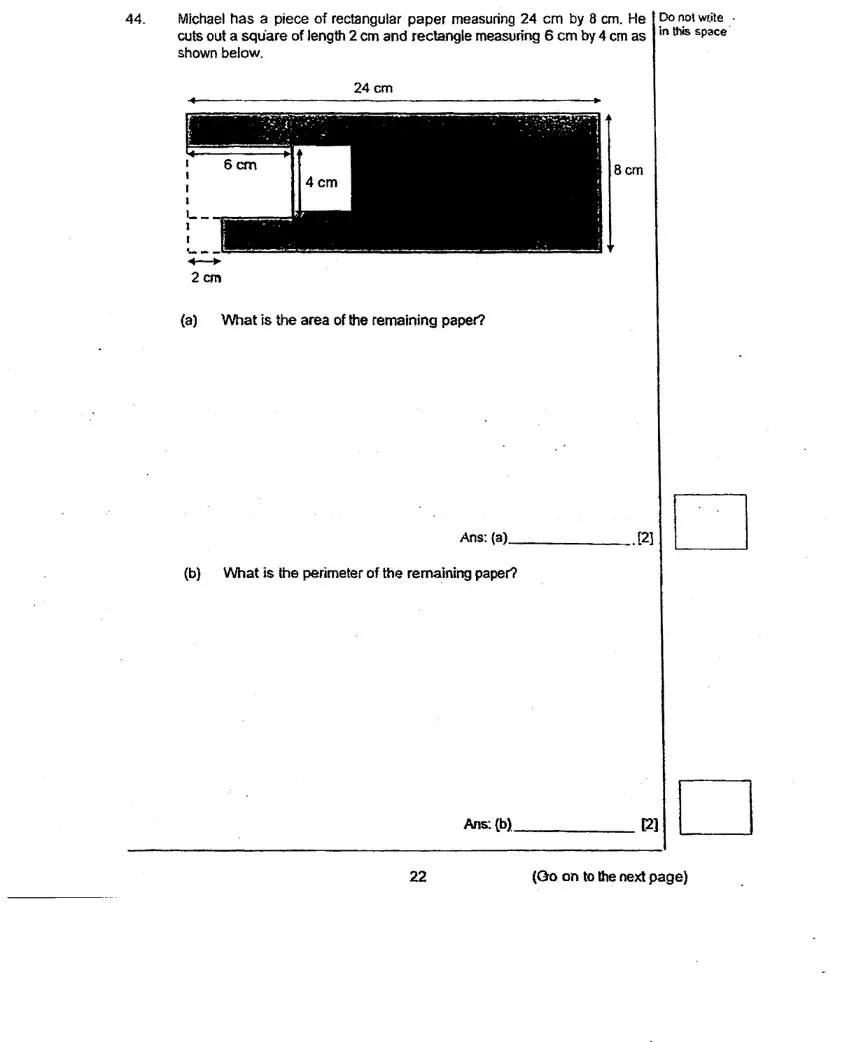 44. Michael has a piece of rectangular paper measuring 24 cm by 8 cm. He
cuts out a square of length 2 cm and rectangle measuring 6 cm by 4 cm as
shown below.
Do not write
in this space
24 cm
6 cm
4 cm
8 cm
2 cm
(a) What is the area of the remaining paper?
Ans: (a)______________.[2]
(b) What is the perimeter of the remaining paper?
Ans: (b)______________ [2]
22
(Go on to the next page)